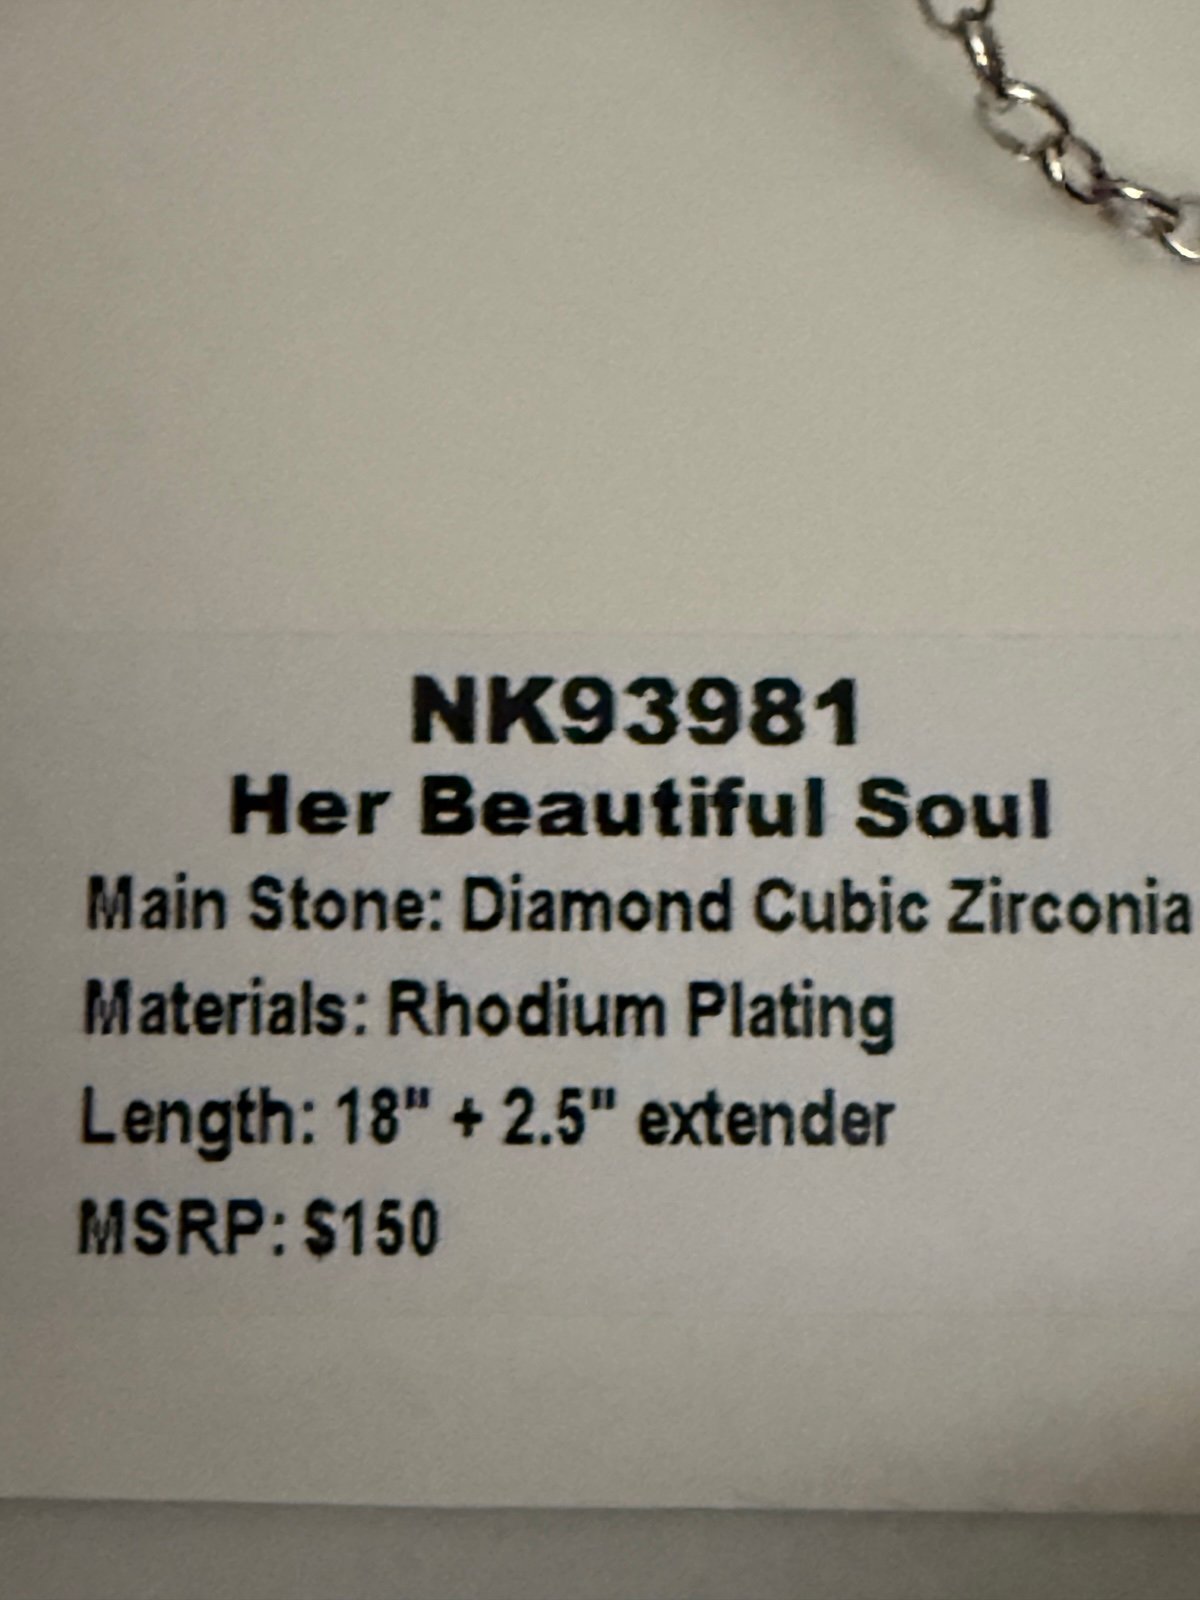 NK93981
Her Beautiful Soul
Main Stone: Diamond Cubic Zirconia
Materials: Rhodium Plating
Length: 18" + 2.5" extender
MSRP: $150